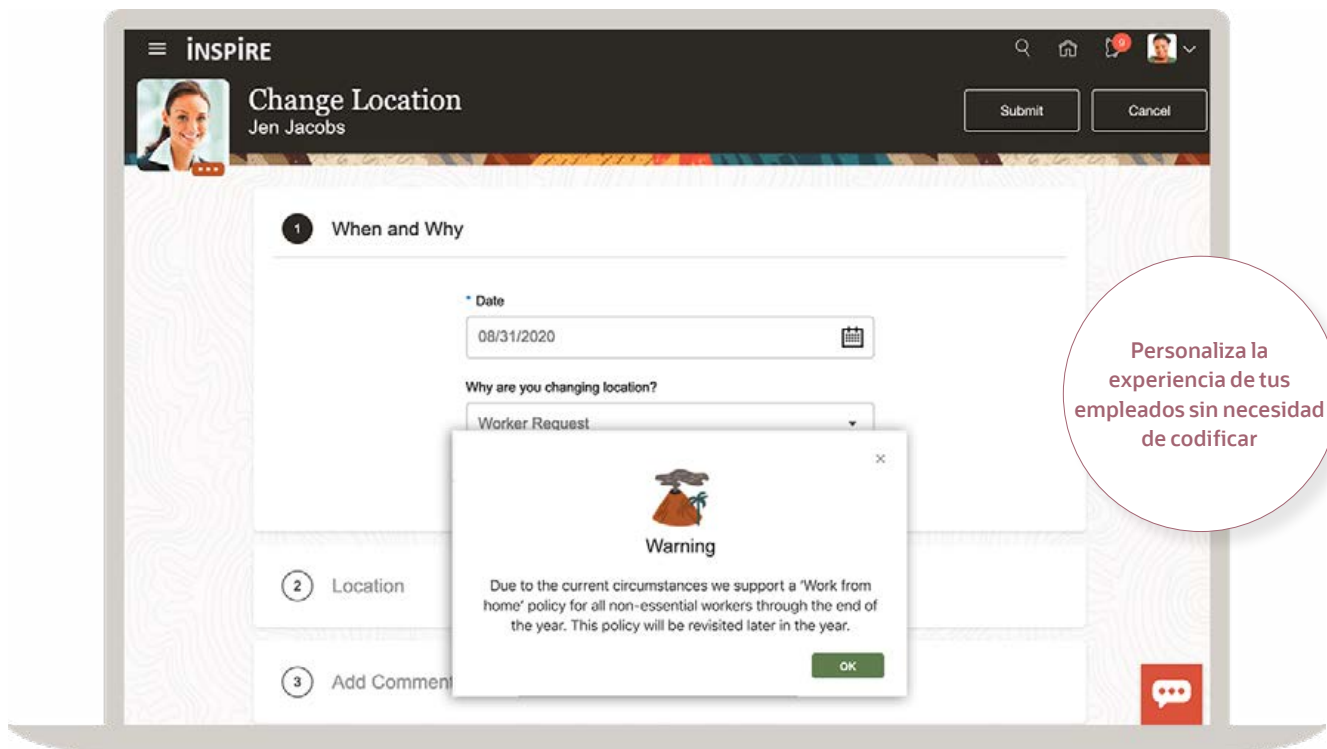 iNSPiRE
9
Change Location
Jen Jacobs
Submit
Cancel
1
When and Why
* Date
08/31/2020
Why are you changing location?
Worker Request
×
Warning
Due to the current circumstances we support a 'Work from
home' policy for all non-essential workers through the end of
the year. This policy will be revisited later in the year.
OK
2
Location
3
Add Comment
Personaliza la
experiencia de tus
empleados sin necesidad
de codificar